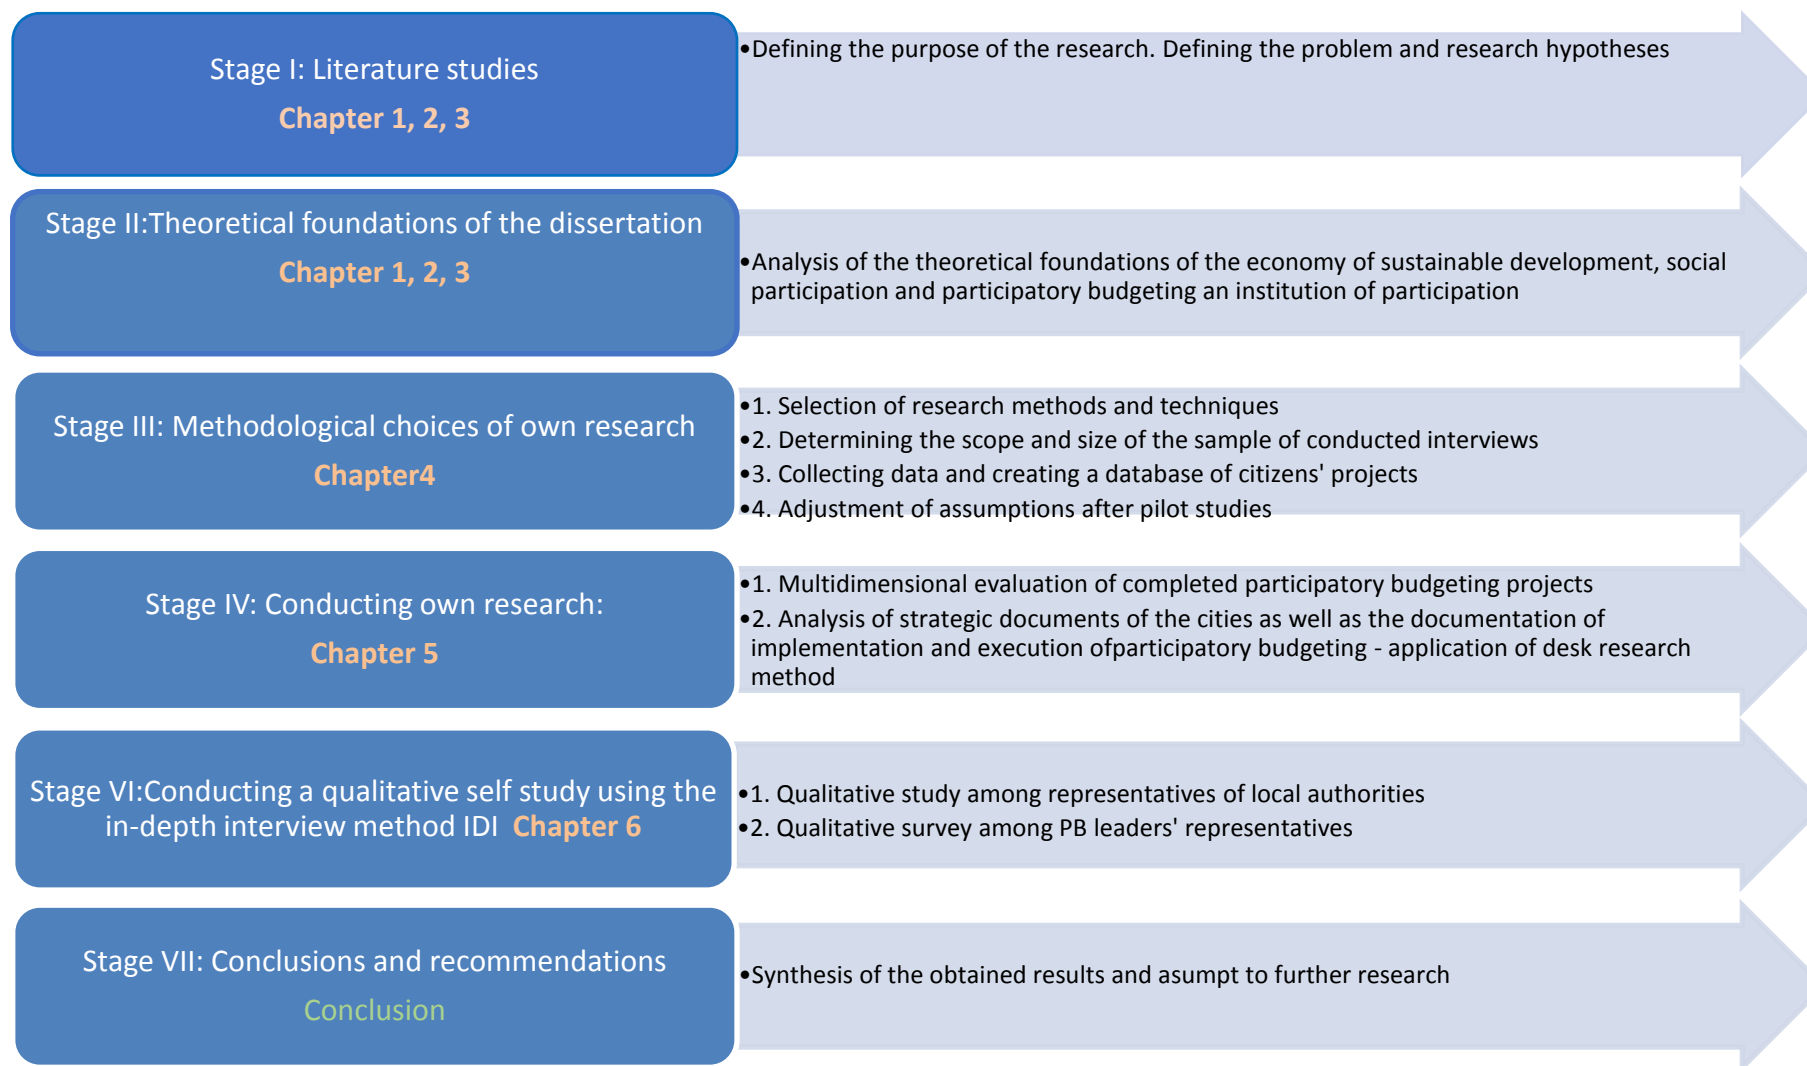 Stage I: Literature studies
Chapter 1, 2, 3
•Defining the purpose of the research. Defining the problem and research hypotheses
Stage II:Theoretical foundations of the dissertation
Chapter 1, 2, 3
•Analysis of the theoretical foundations of the economy of sustainable development, social
participation and participatory budgeting an institution of participation
Stage III: Methodological choices of own research
Chapter4
•1. Selection of research methods and techniques
•2. Determining the scope and size of the sample of conducted interviews
•3. Collecting data and creating a database of citizens' projects
•4. Adjustment of assumptions after pilot studies
Stage IV: Conducting own research:
Chapter 5
•1. Multidimensional evaluation of completed participatory budgeting projects
•2. Analysis of strategic documents of the cities as well as the documentation of
implementation and execution ofparticipatory budgeting - application of desk research
method
Stage VI:Conducting a qualitative self study using the
in-depth interview method IDI Chapter 6
•1. Qualitative study among representatives of local authorities
•2. Qualitative survey among PB leaders' representatives
Stage VII: Conclusions and recommendations
Conclusion
•Synthesis of the obtained results and asumpt to further research